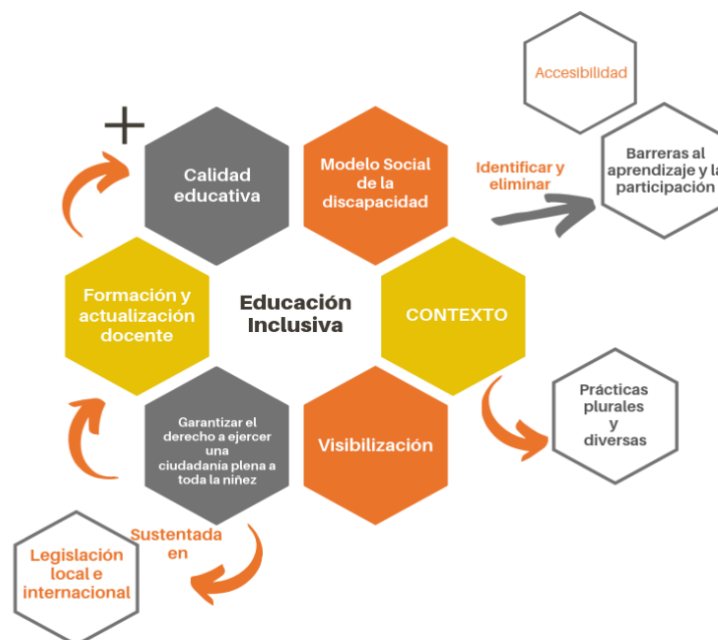 Accesibilidad
+
Calidad
educativa
Modelo Social
de la
discapacidad
Identificar y
eliminar
Barreras al
aprendizaje y la
participación
Formación y
actualización
docente
Educación
Inclusiva
CONTEXTO
Garantizar el
derecho a ejercer
una
ciudadanía plena a
toda la niñez
Visibilización
Prácticas
plurales
y
diversas
Sustentada
en
Legislación
local e
internacional